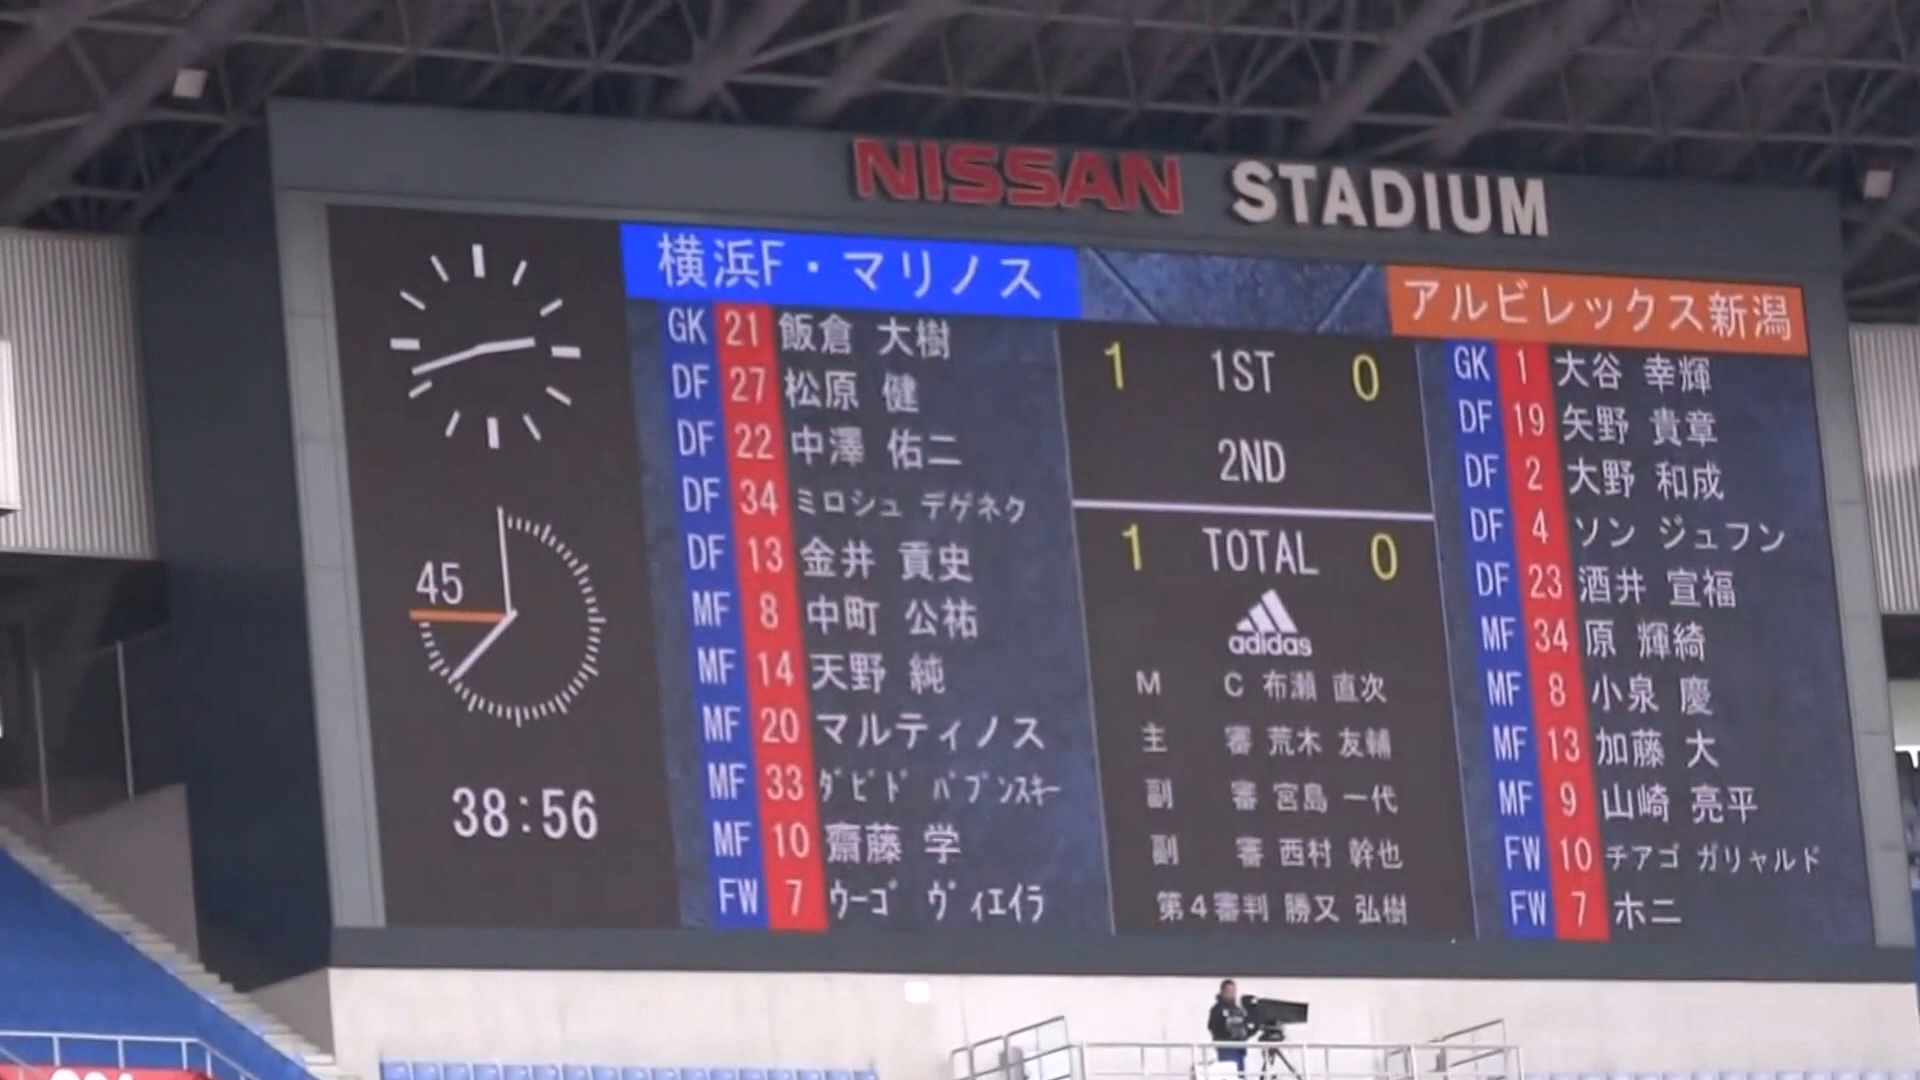 NISSAN STADIUM
横浜F・マリノス
アルビレックス新潟
GK 21 飯倉 大樹
DF 27 松原 健
DF 22 中澤 佑二
DF 34 ミロシュ デゲネク
DF 13 金井 貢史
MF 8 中町 公祐
MF 14 天野 純
MF 20 マルティノス
MF 33 ﾀﾞﾋﾞﾄﾞ ﾊﾞﾌﾞﾝｽｷｰ
MF 10 齋藤 学
FW 7 ｳｰｺﾞ ｳﾞｨｴｲﾗ
1 1ST 0
2ND
1 TOTAL 0
adidas
M C 布瀬 直次
主 審 荒木 友輔
副 審 宮島 一代
副 審 西村 幹也
第4審判 勝又 弘樹
GK 1 大谷 幸輝
DF 19 矢野 貴章
DF 2 大野 和成
DF 4 ソン ジュフン
DF 23 酒井 宣福
MF 34 原 輝綺
MF 8 小泉 慶
MF 13 加藤 大
MF 9 山崎 亮平
FW 10 チアゴ ガリャルド
FW 7 ホニ
45
38:56